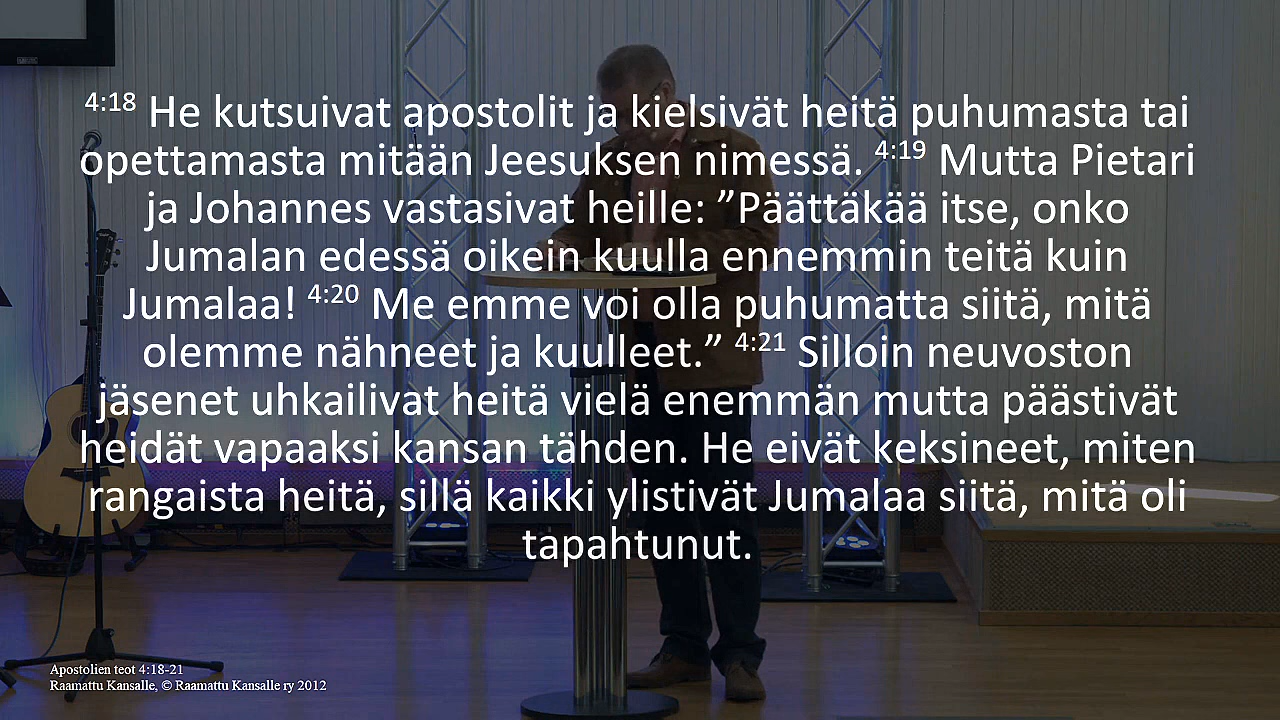 4:18 He kutsuivat apostolit ja kielsivät heitä puhumasta tai
opettamasta mitään Jeesuksen nimessä. 4:19 Mutta Pietari
ja Johannes vastasivat heille: ”Päättäkää itse, onko
Jumalan edessä oikein kuulla ennemmin teitä kuin
Jumalaa! 4:20 Me emme voi olla puhumatta siitä, mitä
olemme nähneet ja kuulleet.” 4:21 Silloin neuvoston
jäsenet uhkailivat heitä vielä enemmän mutta päästivät
heidät vapaaksi kansan tähden. He eivät keksineet, miten
rangaista heitä, sillä kaikki ylistivät Jumalaa siitä, mitä oli
tapahtunut.
Apostolien teot 4:18-21
Raamattu Kansalle, © Raamattu Kansalle ry 2012